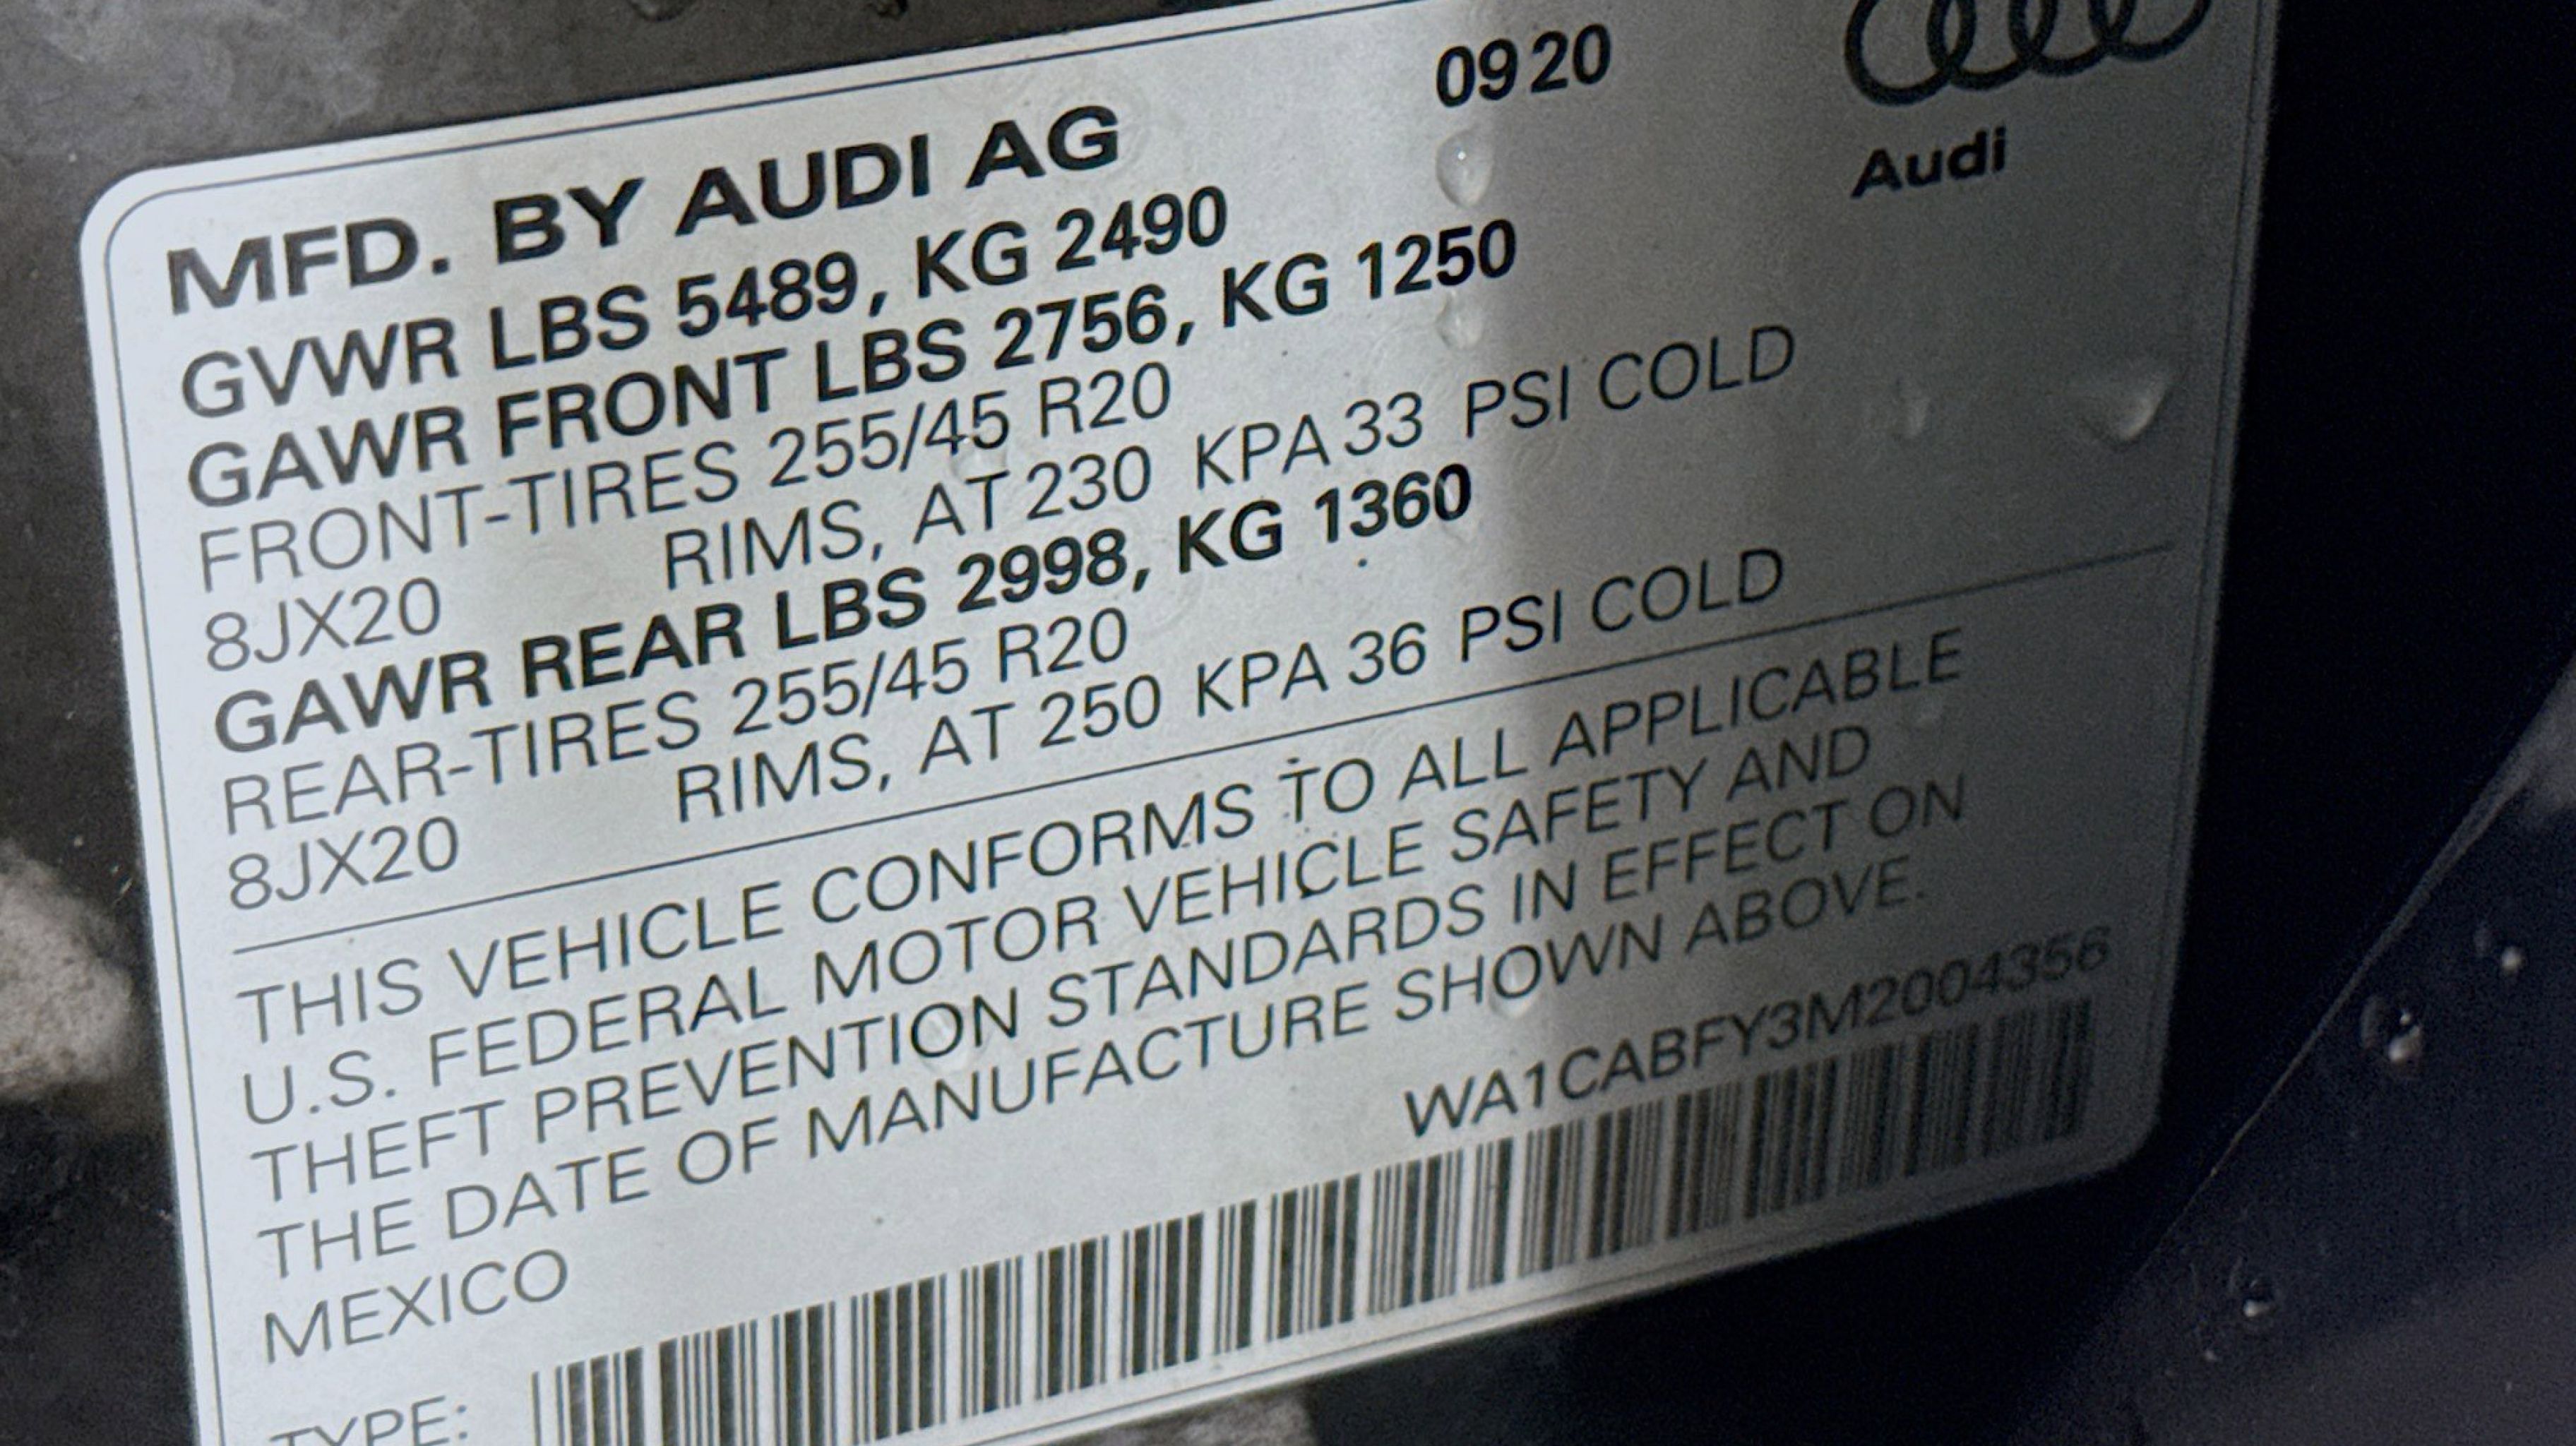 MFD. BY AUDI AG 09 20
Audi
GVWR LBS 5489, KG 2490
GAWR FRONT LBS 2756, KG 1250
FRONT-TIRES 255/45 R20
8JX20 RIMS, AT 230 KPA 33 PSI COLD
GAWR REAR LBS 2998, KG 1360
REAR-TIRES 255/45 R20
8JX20 RIMS, AT 250 KPA 36 PSI COLD
THIS VEHICLE CONFORMS TO ALL APPLICABLE
U.S. FEDERAL MOTOR VEHICLE SAFETY AND
THEFT PREVENTION STANDARDS IN EFFECT ON
THE DATE OF MANUFACTURE SHOWN ABOVE.
MEXICO WA1CABFY3M2004356
TYPE: